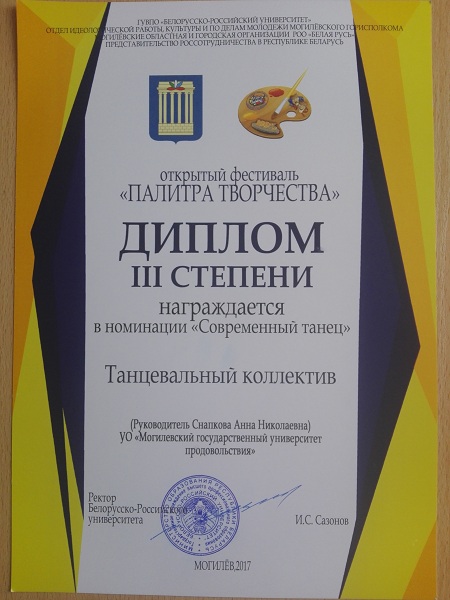 ГУВПО «БЕЛОРУССКО-РОССИЙСКИЙ УНИВЕРСИТЕТ»
ОТДЕЛ ИДЕОЛОГИЧЕСКОЙ РАБОТЫ, КУЛЬТУРЫ И ПО ДЕЛАМ МОЛОДЕЖИ МОГИЛЁВСКОГО ГОРИСПОЛКОМА
МОГИЛЁВСКИЕ ОБЛАСТНАЯ И ГОРОДСКАЯ ОРГАНИЗАЦИИ РОО «БЕЛАЯ РУСЬ»
ПРЕДСТАВИТЕЛЬСТВО РОССОТРУДНИЧЕСТВА В РЕСПУБЛИКЕ БЕЛАРУСЬ
открытый фестиваль
«ПАЛИТРА ТВОРЧЕСТВА»
ДИПЛОМ
III СТЕПЕНИ
награждается
в номинации «Современный танец»
Танцевальный коллектив
(Руководитель Снапкова Анна Николаевна)
УО «Могилевский государственный университет
продовольствия»
Ректор
Белорусско-Российского
университета
И.С. Сазонов
МОГИЛЁВ,2017